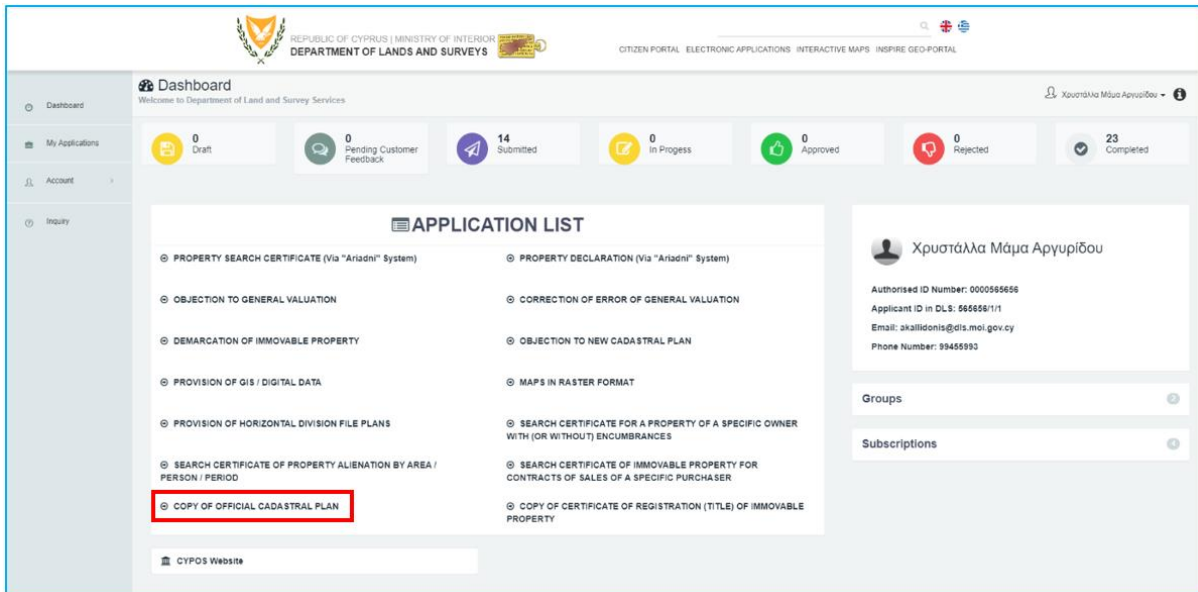 REPUBLIC OF CYPRUS | MINISTRY OF INTERIOR
DEPARTMENT OF LANDS AND SURVEYS
CITIZEN PORTAL ELECTRONIC APPLICATIONS INTERACTIVE MAPS INSPIRE GEO-PORTAL
Dashboard
Welcome to Department of Land and Survey Services
Χρυστάλλα Μάμα Αργυρίδου
Dashboard
My Applications
Account
Inquiry
0
Draft
0
Pending Customer
Feedback
14
Submitted
0
In Progess
0
Approved
0
Rejected
23
Completed
APPLICATION LIST
PROPERTY SEARCH CERTIFICATE (Via "Ariadni" System)
PROPERTY DECLARATION (Via "Ariadni" System)
OBJECTION TO GENERAL VALUATION
CORRECTION OF ERROR OF GENERAL VALUATION
DEMARCATION OF IMMOVABLE PROPERTY
OBJECTION TO NEW CADASTRAL PLAN
PROVISION OF GIS / DIGITAL DATA
MAPS IN RASTER FORMAT
PROVISION OF HORIZONTAL DIVISION FILE PLANS
SEARCH CERTIFICATE FOR A PROPERTY OF A SPECIFIC OWNER
WITH (OR WITHOUT) ENCUMBRANCES
SEARCH CERTIFICATE OF PROPERTY ALIENATION BY AREA /
PERSON / PERIOD
SEARCH CERTIFICATE OF IMMOVABLE PROPERTY FOR
CONTRACTS OF SALES OF A SPECIFIC PURCHASER
COPY OF OFFICIAL CADASTRAL PLAN
COPY OF CERTIFICATE OF REGISTRATION (TITLE) OF IMMOVABLE
PROPERTY
CYPOS Website
Χρυστάλλα Μάμα Αργυρίδου
Authorised ID Number: 0000565656
Applicant ID in DLS: 565656/1/1
Email: akallidonis@dls.moi.gov.cy
Phone Number: 99455993
Groups
2
Subscriptions
4